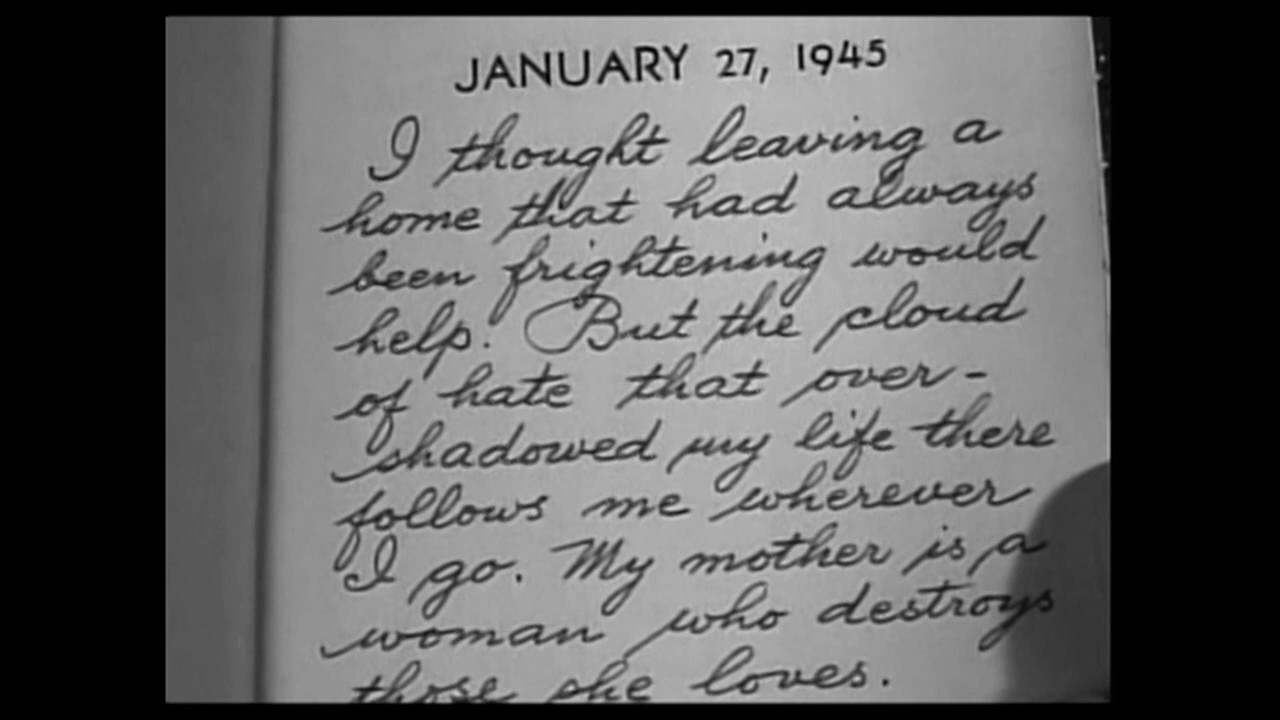 JANUARY 27, 1945
I thought leaving a
home that had always
been frightening would
help. But the cloud
of hate that over-
shadowed my life there
follows me wherever
I go. My mother is a
woman who destroys
those she loves.